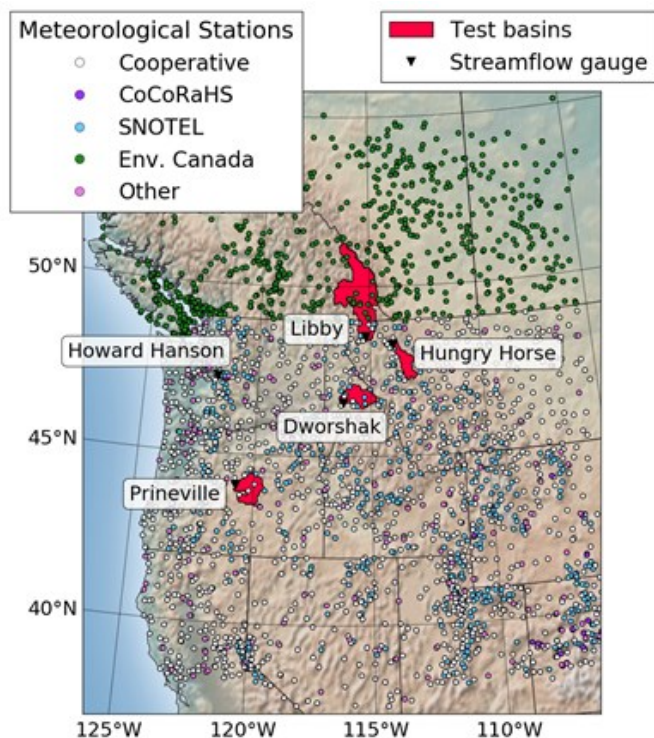 Meteorological Stations
Cooperative
CoCoRaHS
SNOTEL
Env. Canada
Other
Test basins
Streamflow gauge
50°N
Libby
Howard Hanson
Hungry Horse
Dworshak
45°N
Prineville
40°N
125°W 120°W 115°W 110°W